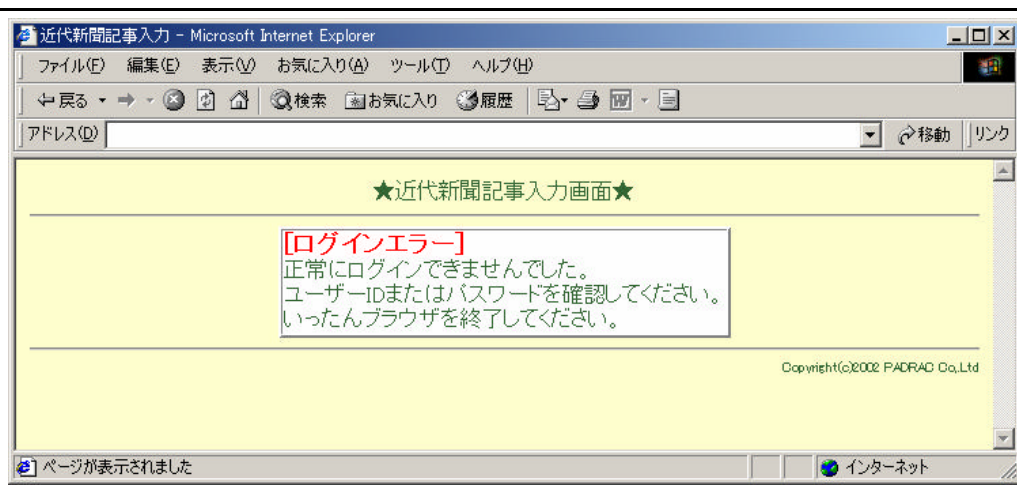 近代新聞記事入力 - Microsoft Internet Explorer
ファイル(F) 編集(E) 表示(V) お気に入り(A) ツール(T) ヘルプ(H)
戻る 検索 お気に入り 履歴
アドレス(D) 移動 リンク
★近代新聞記事入力画面★
[ログインエラー]
正常にログインできませんでした。
ユーザーIDまたはパスワードを確認してください。
いったんブラウザを終了してください。
Copyright(c)2002 PADRAC Co,.Ltd
ページが表示されました インターネット